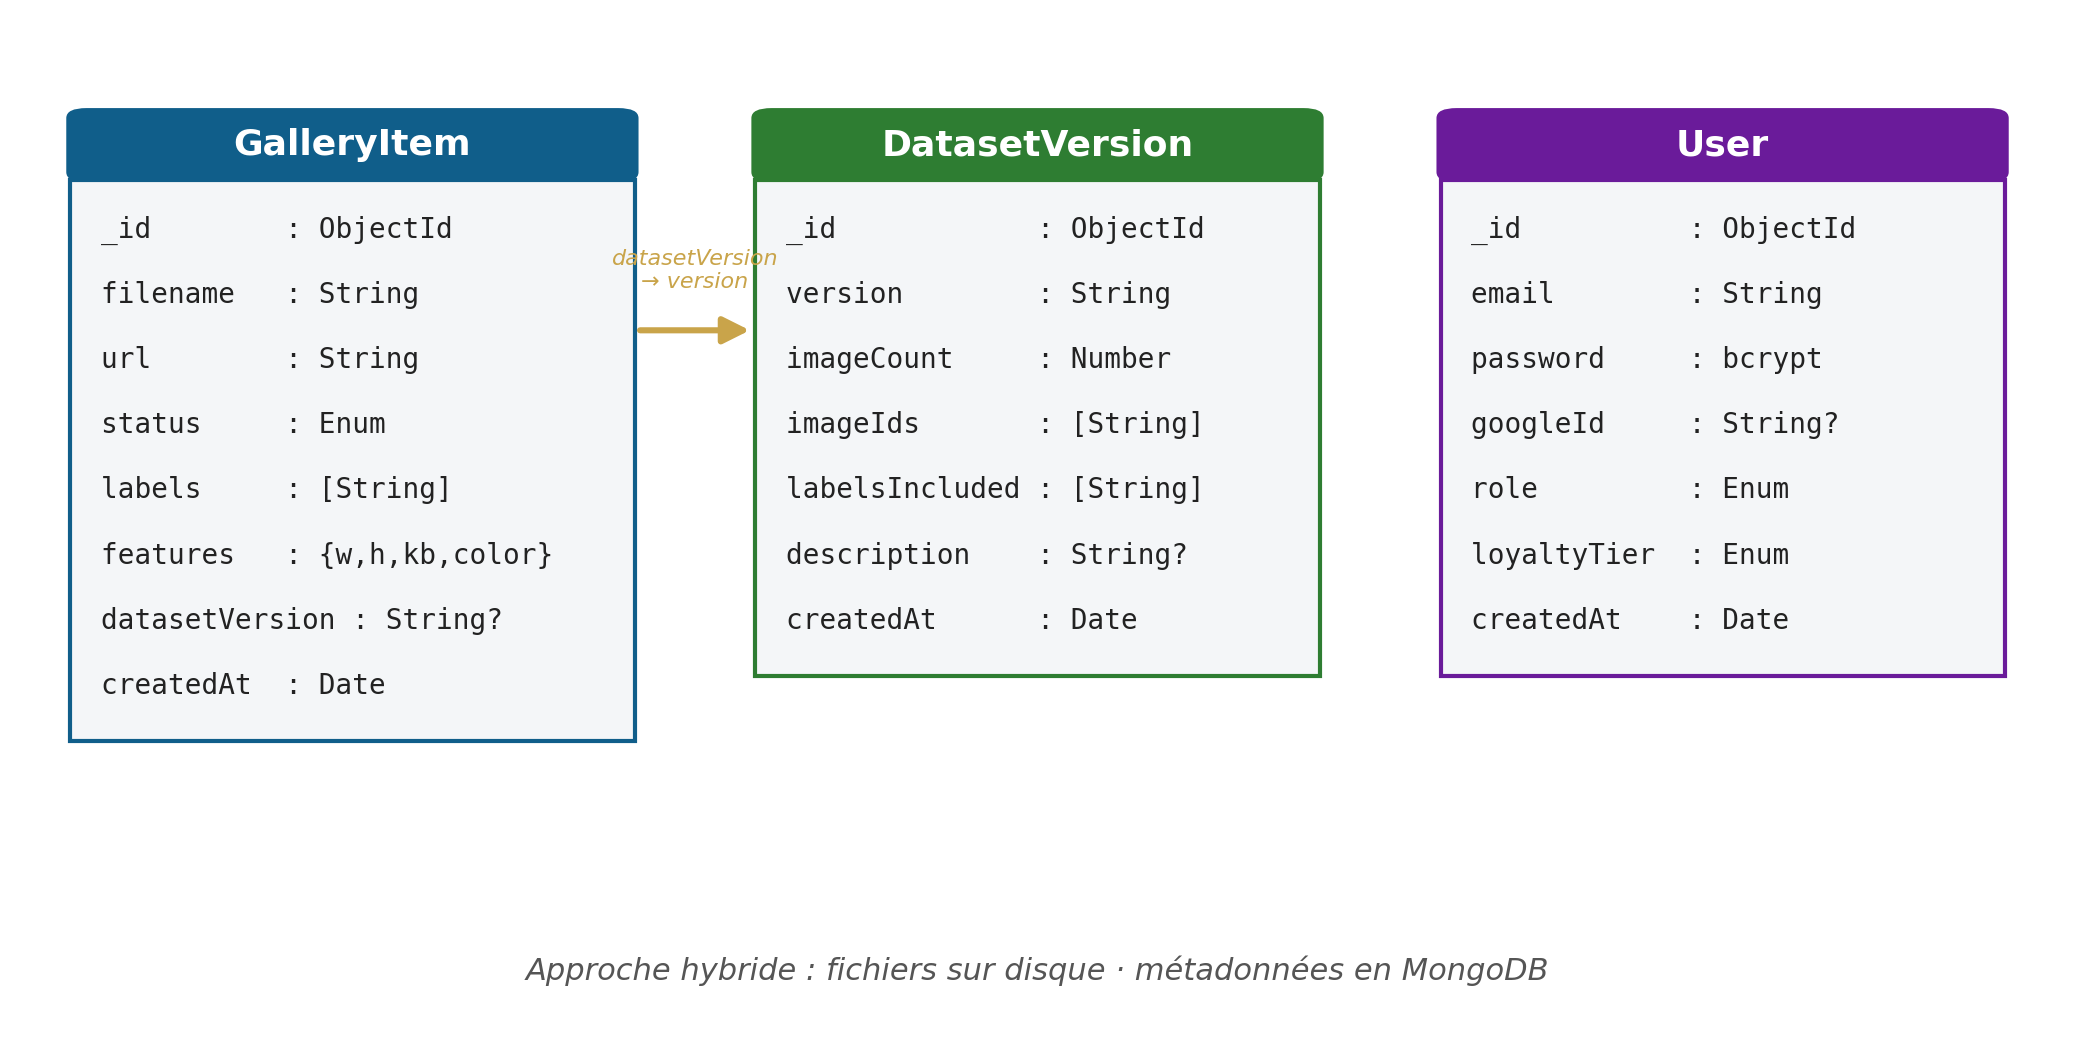 GalleryItem
_id : ObjectId
filename : String
url : String
status : Enum
labels : [String]
features : {w,h,kb,color}
datasetVersion : String?
createdAt : Date
datasetVersion
→ version
DatasetVersion
_id : ObjectId
version : String
imageCount : Number
imageIds : [String]
labelsIncluded : [String]
description : String?
createdAt : Date
User
_id : ObjectId
email : String
password : bcrypt
googleId : String?
role : Enum
loyaltyTier : Enum
createdAt : Date
Approche hybride : fichiers sur disque · métadonnées en MongoDB